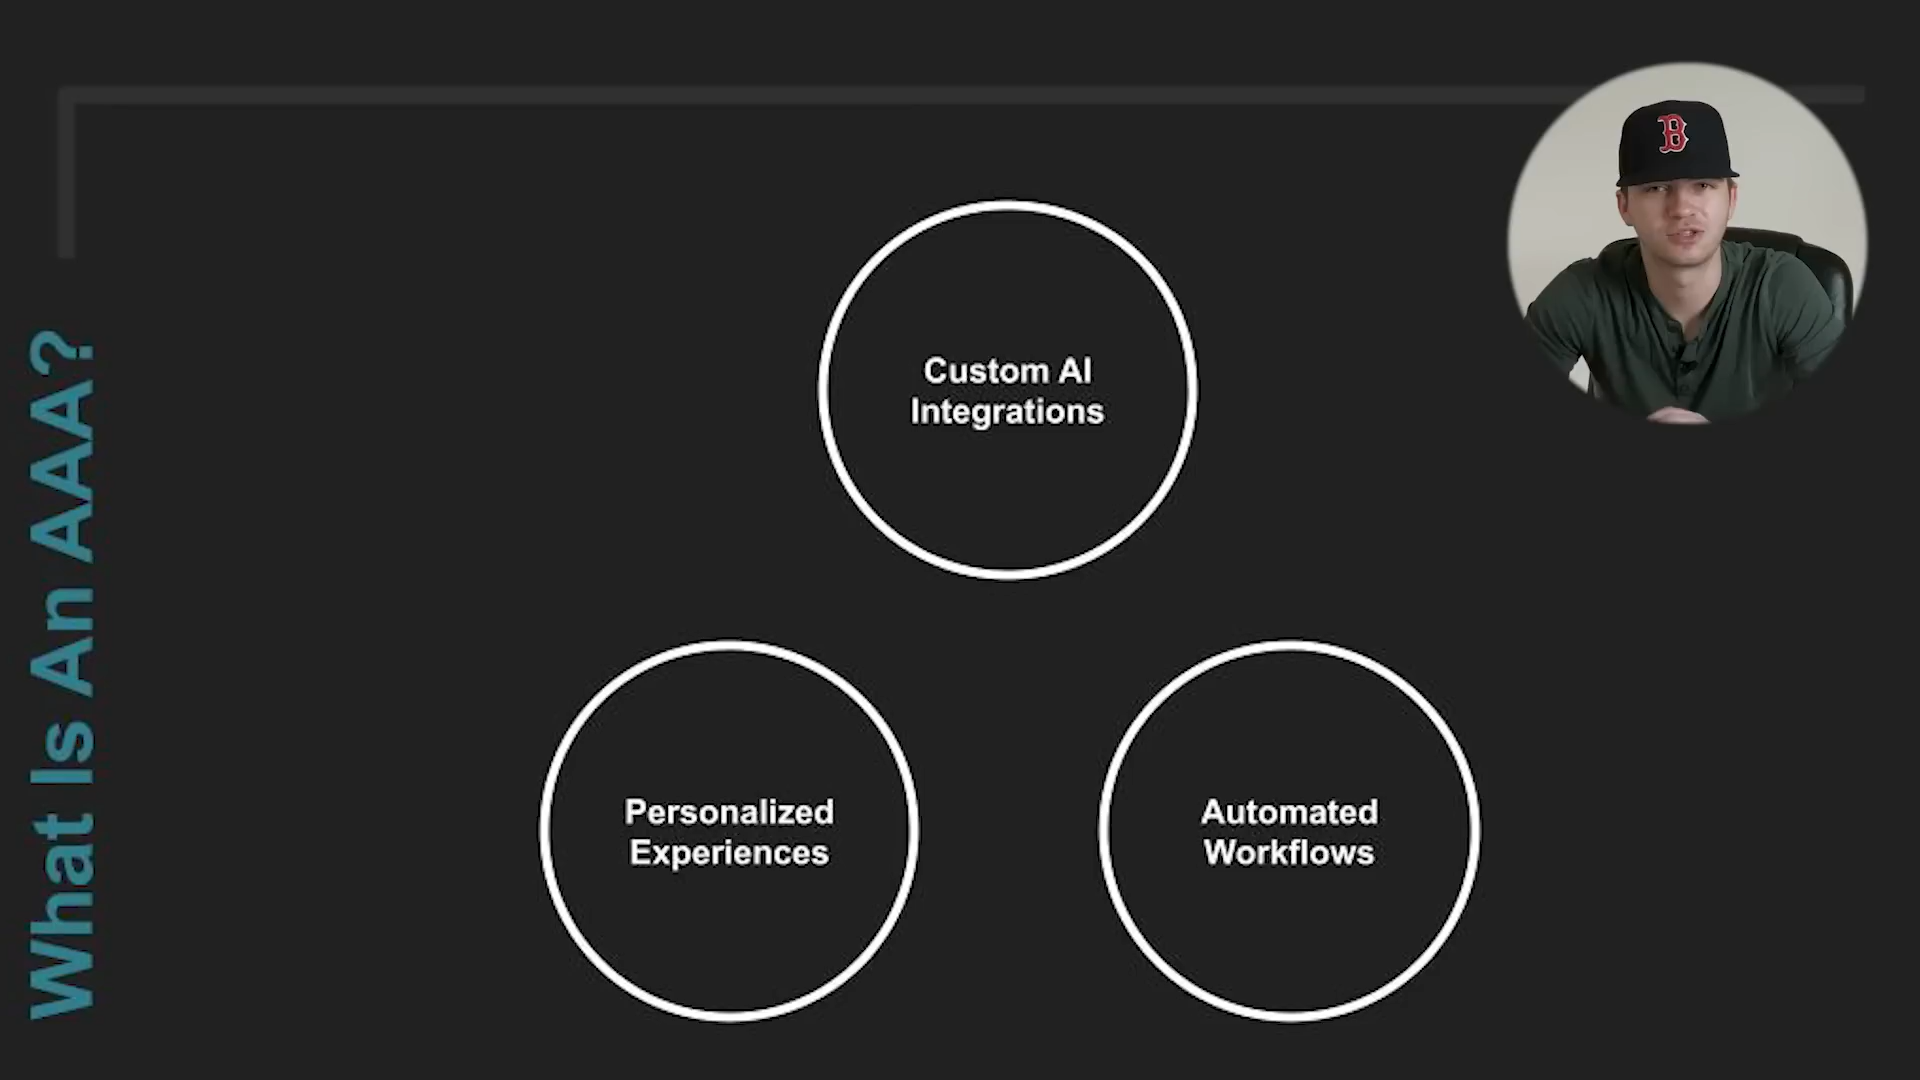 What Is An AAA?
B
Custom AI
Integrations
Personalized
Experiences
Automated
Workflows